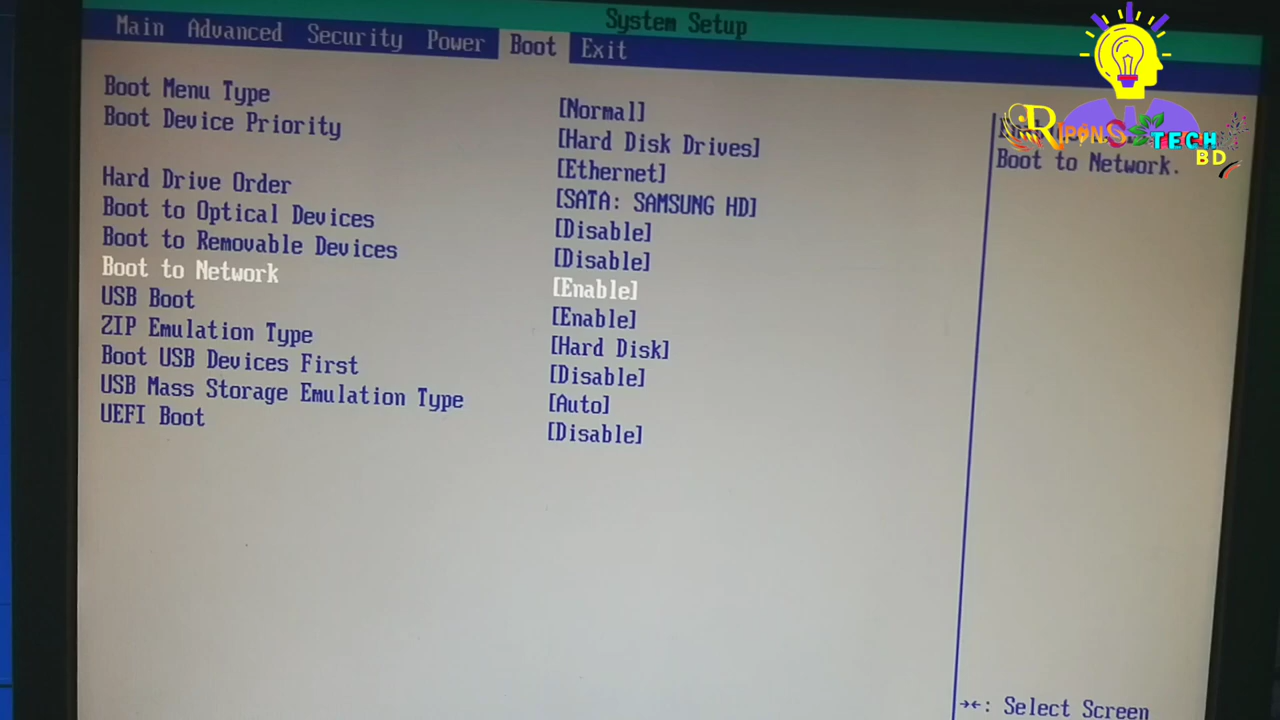 System Setup
Main Advanced Security Power Boot Exit
Boot Menu Type [Normal]
Boot Device Priority [Hard Disk Drives]
[Ethernet]
Hard Drive Order [SATA: SAMSUNG HD]
Boot to Optical Devices [Disable]
Boot to Removable Devices [Disable]
Boot to Network [Enable]
USB Boot [Enable]
ZIP Emulation Type [Hard Disk]
Boot USB Devices First [Disable]
USB Mass Storage Emulation Type [Auto]
UEFI Boot [Disable]
Boot to Network.
→←: Select Screen
RIPON'S TECH
BD